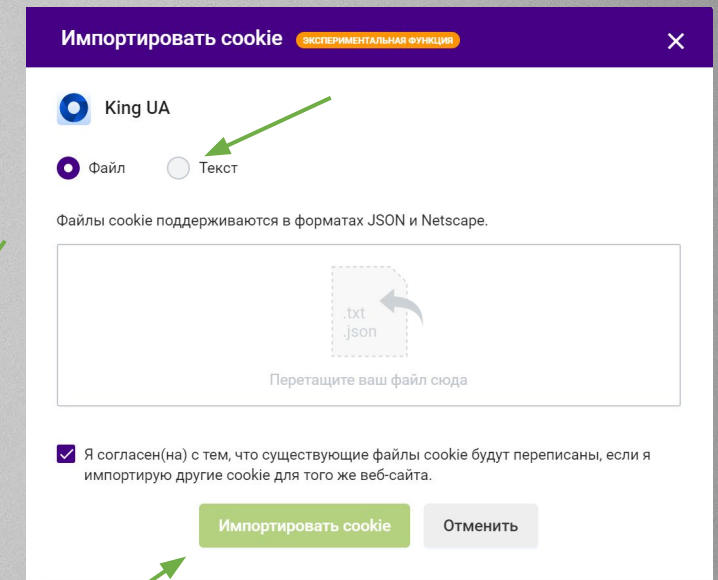 Импортировать cookie ЭКСПЕРИМЕНТАЛЬНАЯ ФУНКЦИЯ
King UA
Файл Текст
Файлы cookie поддерживаются в форматах JSON и Netscape.
.txt
.json
Перетащите ваш файл сюда
Я согласен(на) с тем, что существующие файлы cookie будут переписаны, если я
импортирую другие cookie для того же веб-сайта.
Импортировать cookie Отменить